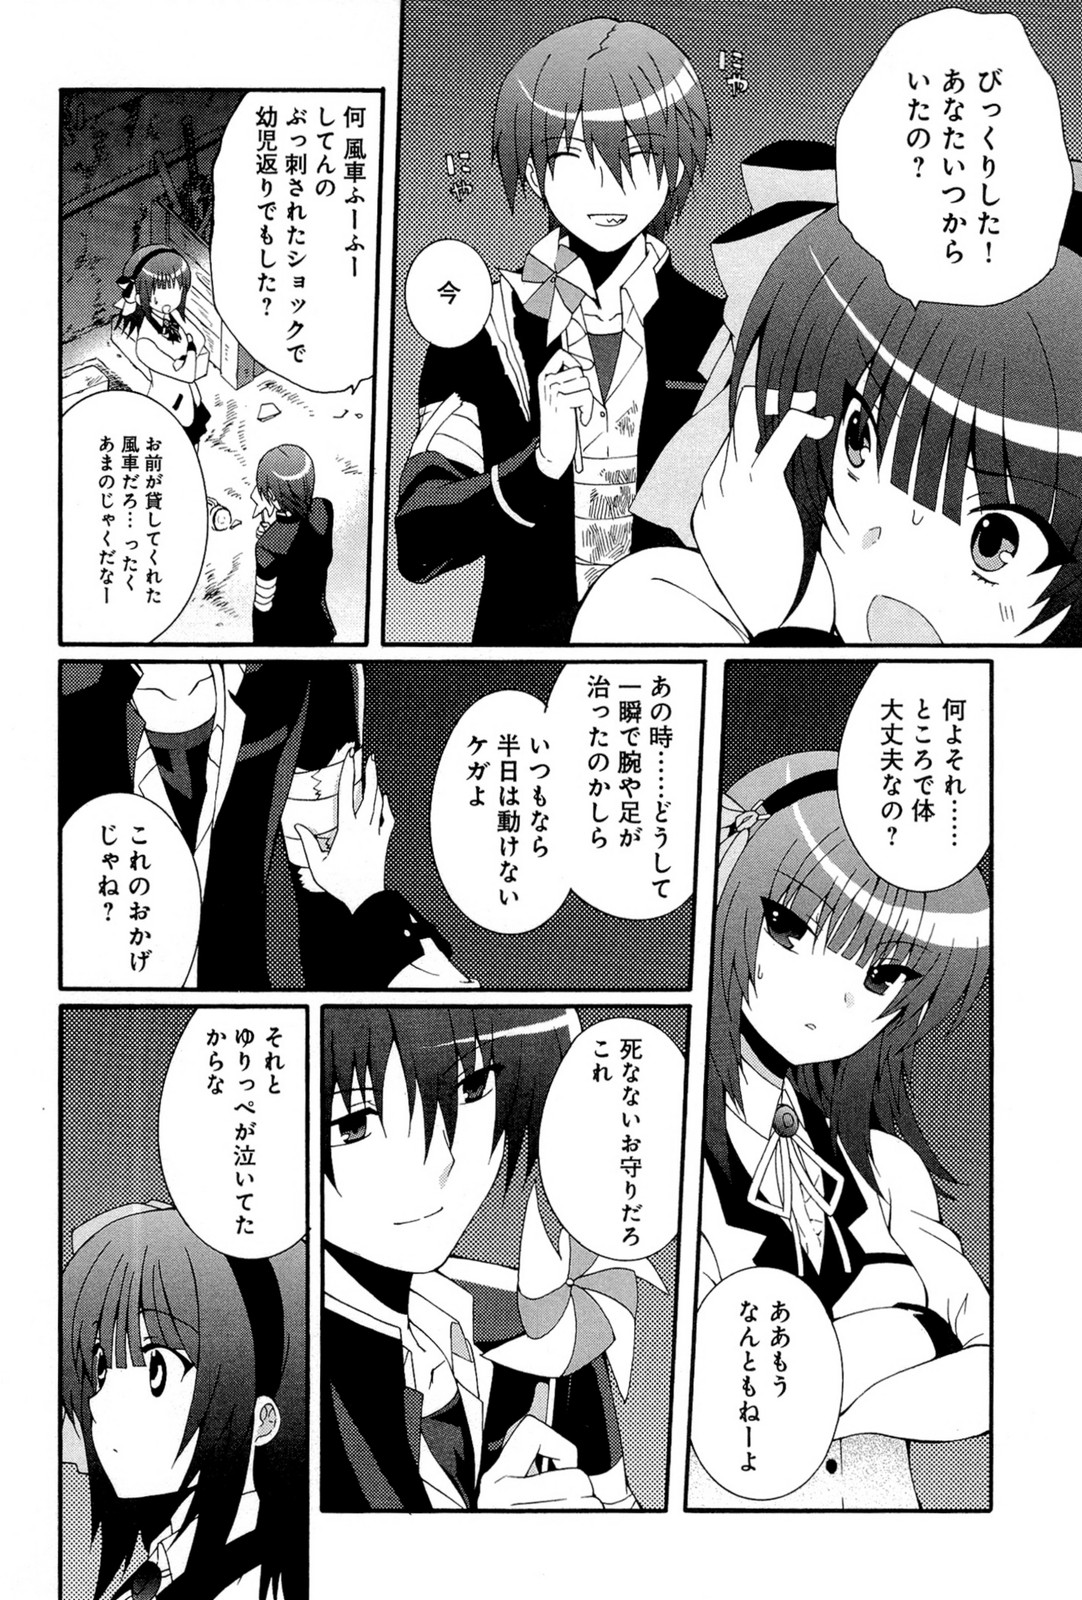 びっくりした！
あなたいつから
いたの？
にや
にや
今
何 風車ふーふー
してんの
ぶっ刺されたショックで
幼児返りでもした？
お前が貸してくれた
風車だろ… ったく
あまのじゃくだなー
何よそれ……
ところで体
大丈夫なの？
ああもう
なんともねーよ
あの時……どうして
一瞬で腕や足が
治ったのかしら
いつもなら
半日は動けない
ケガよ
これのおかげ
じゃね？
死なないお守りだろ
これ
それと
ゆりっぺが泣いてた
からな